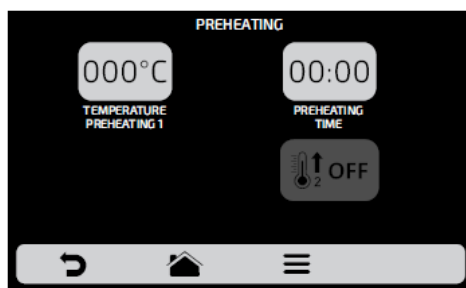 PREHEATING
000°C
00:00
TEMPERATURE
PREHEATING 1
PREHEATING
TIME
2 OFF